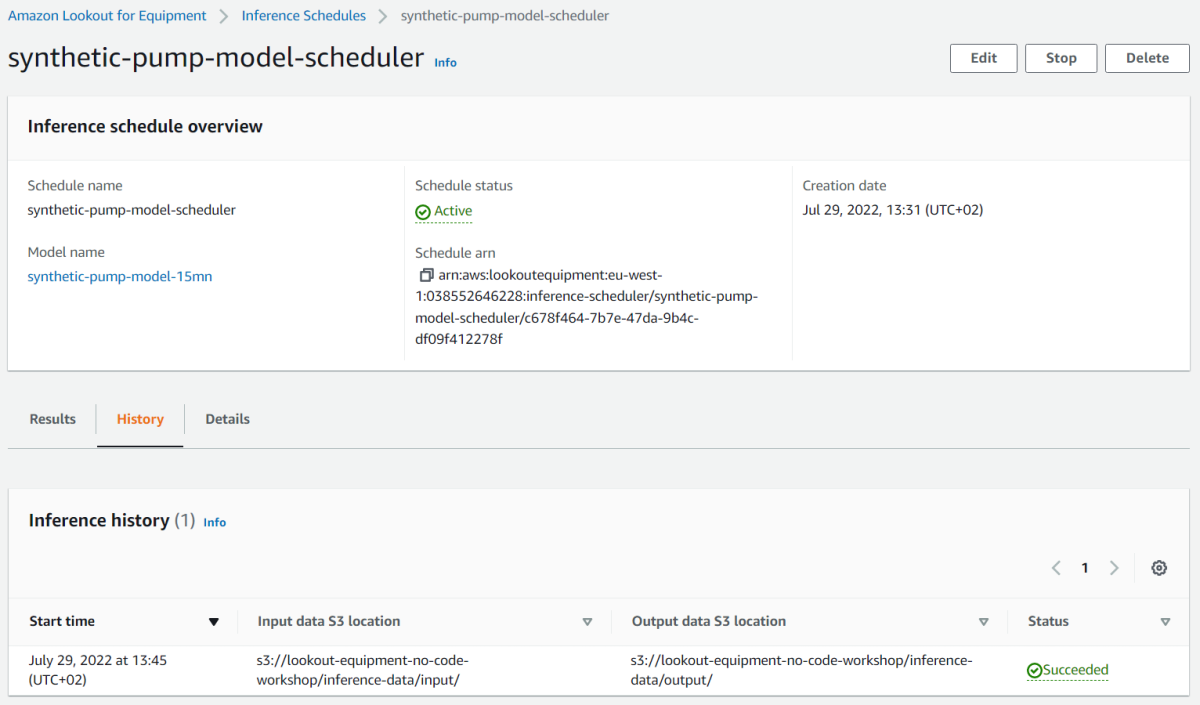 Amazon Lookout for Equipment > Inference Schedules > synthetic-pump-model-scheduler
synthetic-pump-model-scheduler Info
Edit Stop Delete
Inference schedule overview
Schedule name
synthetic-pump-model-scheduler
Model name
synthetic-pump-model-15mn
Schedule status
Active
Schedule arn
arn:aws:lookoutequipment:eu-west-
1:038552646228:inference-scheduler/synthetic-pump-
model-scheduler/c678f464-7b7e-47da-9b4c-
df09f412278f
Creation date
Jul 29, 2022, 13:31 (UTC+02)
Results History Details
Inference history (1) Info
1
Start time Input data S3 location Output data S3 location Status
July 29, 2022 at 13:45
(UTC+02)
s3://lookout-equipment-no-code-
workshop/inference-data/input/
s3://lookout-equipment-no-code-workshop/inference-
data/output/
Succeeded